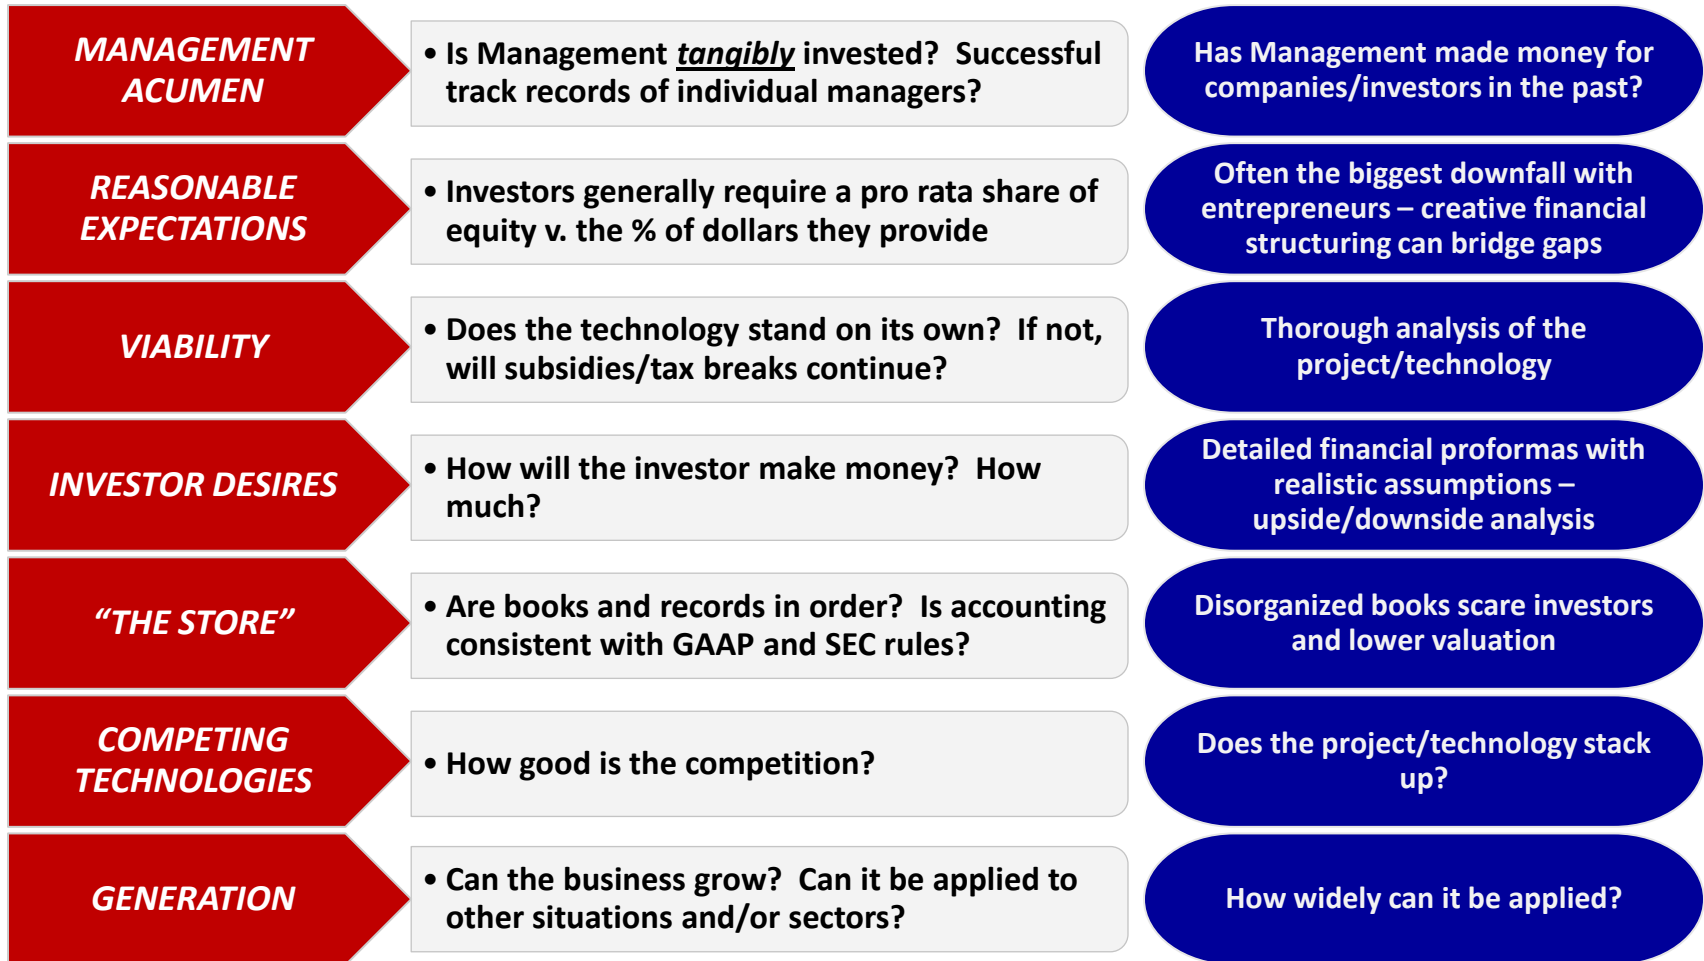 MANAGEMENT
ACUMEN
• Is Management tangibly invested?  Successful
track records of individual managers?
Has Management made money for
companies/investors in the past?
REASONABLE
EXPECTATIONS
• Investors generally require a pro rata share of
equity v. the % of dollars they provide
Often the biggest downfall with
entrepreneurs – creative financial
structuring can bridge gaps
VIABILITY
• Does the technology stand on its own?  If not,
will subsidies/tax breaks continue?
Thorough analysis of the
project/technology
INVESTOR DESIRES
• How will the investor make money?  How
much?
Detailed financial proformas with
realistic assumptions –
upside/downside analysis
“THE STORE”
• Are books and records in order?  Is accounting
consistent with GAAP and SEC rules?
Disorganized books scare investors
and lower valuation
COMPETING
TECHNOLOGIES
• How good is the competition?
Does the project/technology stack
up?
GENERATION
• Can the business grow?  Can it be applied to
other situations and/or sectors?
How widely can it be applied?